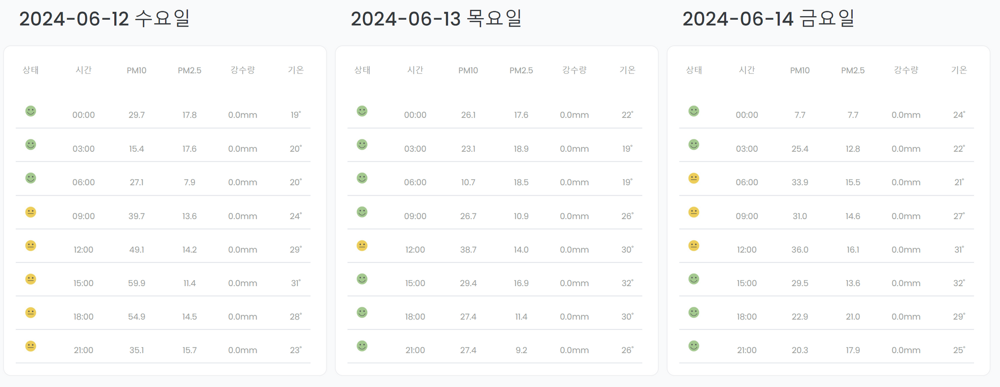 2024-06-12 수요일
상태 시간 PM10 PM2.5 강수량 기온
00:00 29.7 17.8 0.0mm 19°
03:00 15.4 17.6 0.0mm 20°
06:00 27.1 7.9 0.0mm 20°
09:00 39.7 13.6 0.0mm 24°
12:00 49.1 14.2 0.0mm 29°
15:00 59.9 11.4 0.0mm 31°
18:00 54.9 14.5 0.0mm 28°
21:00 35.1 15.7 0.0mm 23°
2024-06-13 목요일
상태 시간 PM10 PM2.5 강수량 기온
00:00 26.1 17.6 0.0mm 22°
03:00 23.1 18.9 0.0mm 19°
06:00 10.7 18.5 0.0mm 19°
09:00 26.7 10.9 0.0mm 26°
12:00 38.7 14.0 0.0mm 30°
15:00 29.4 16.9 0.0mm 32°
18:00 27.4 11.4 0.0mm 30°
21:00 27.4 9.2 0.0mm 26°
2024-06-14 금요일
상태 시간 PM10 PM2.5 강수량 기온
00:00 7.7 7.7 0.0mm 24°
03:00 25.4 12.8 0.0mm 22°
06:00 33.9 15.5 0.0mm 21°
09:00 31.0 14.6 0.0mm 27°
12:00 36.0 16.1 0.0mm 31°
15:00 29.5 13.6 0.0mm 32°
18:00 22.9 21.0 0.0mm 29°
21:00 20.3 17.9 0.0mm 25°